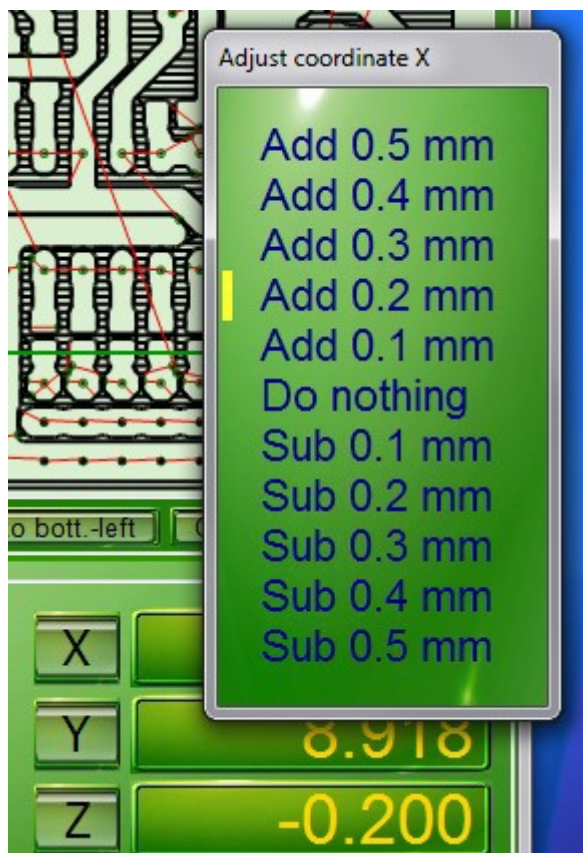 Adjust coordinate X
Add 0.5 mm
Add 0.4 mm
Add 0.3 mm
Add 0.2 mm
Add 0.1 mm
Do nothing
Sub 0.1 mm
Sub 0.2 mm
Sub 0.3 mm
Sub 0.4 mm
Sub 0.5 mm
o bott.-left
X
Y 8.918
Z -0.200